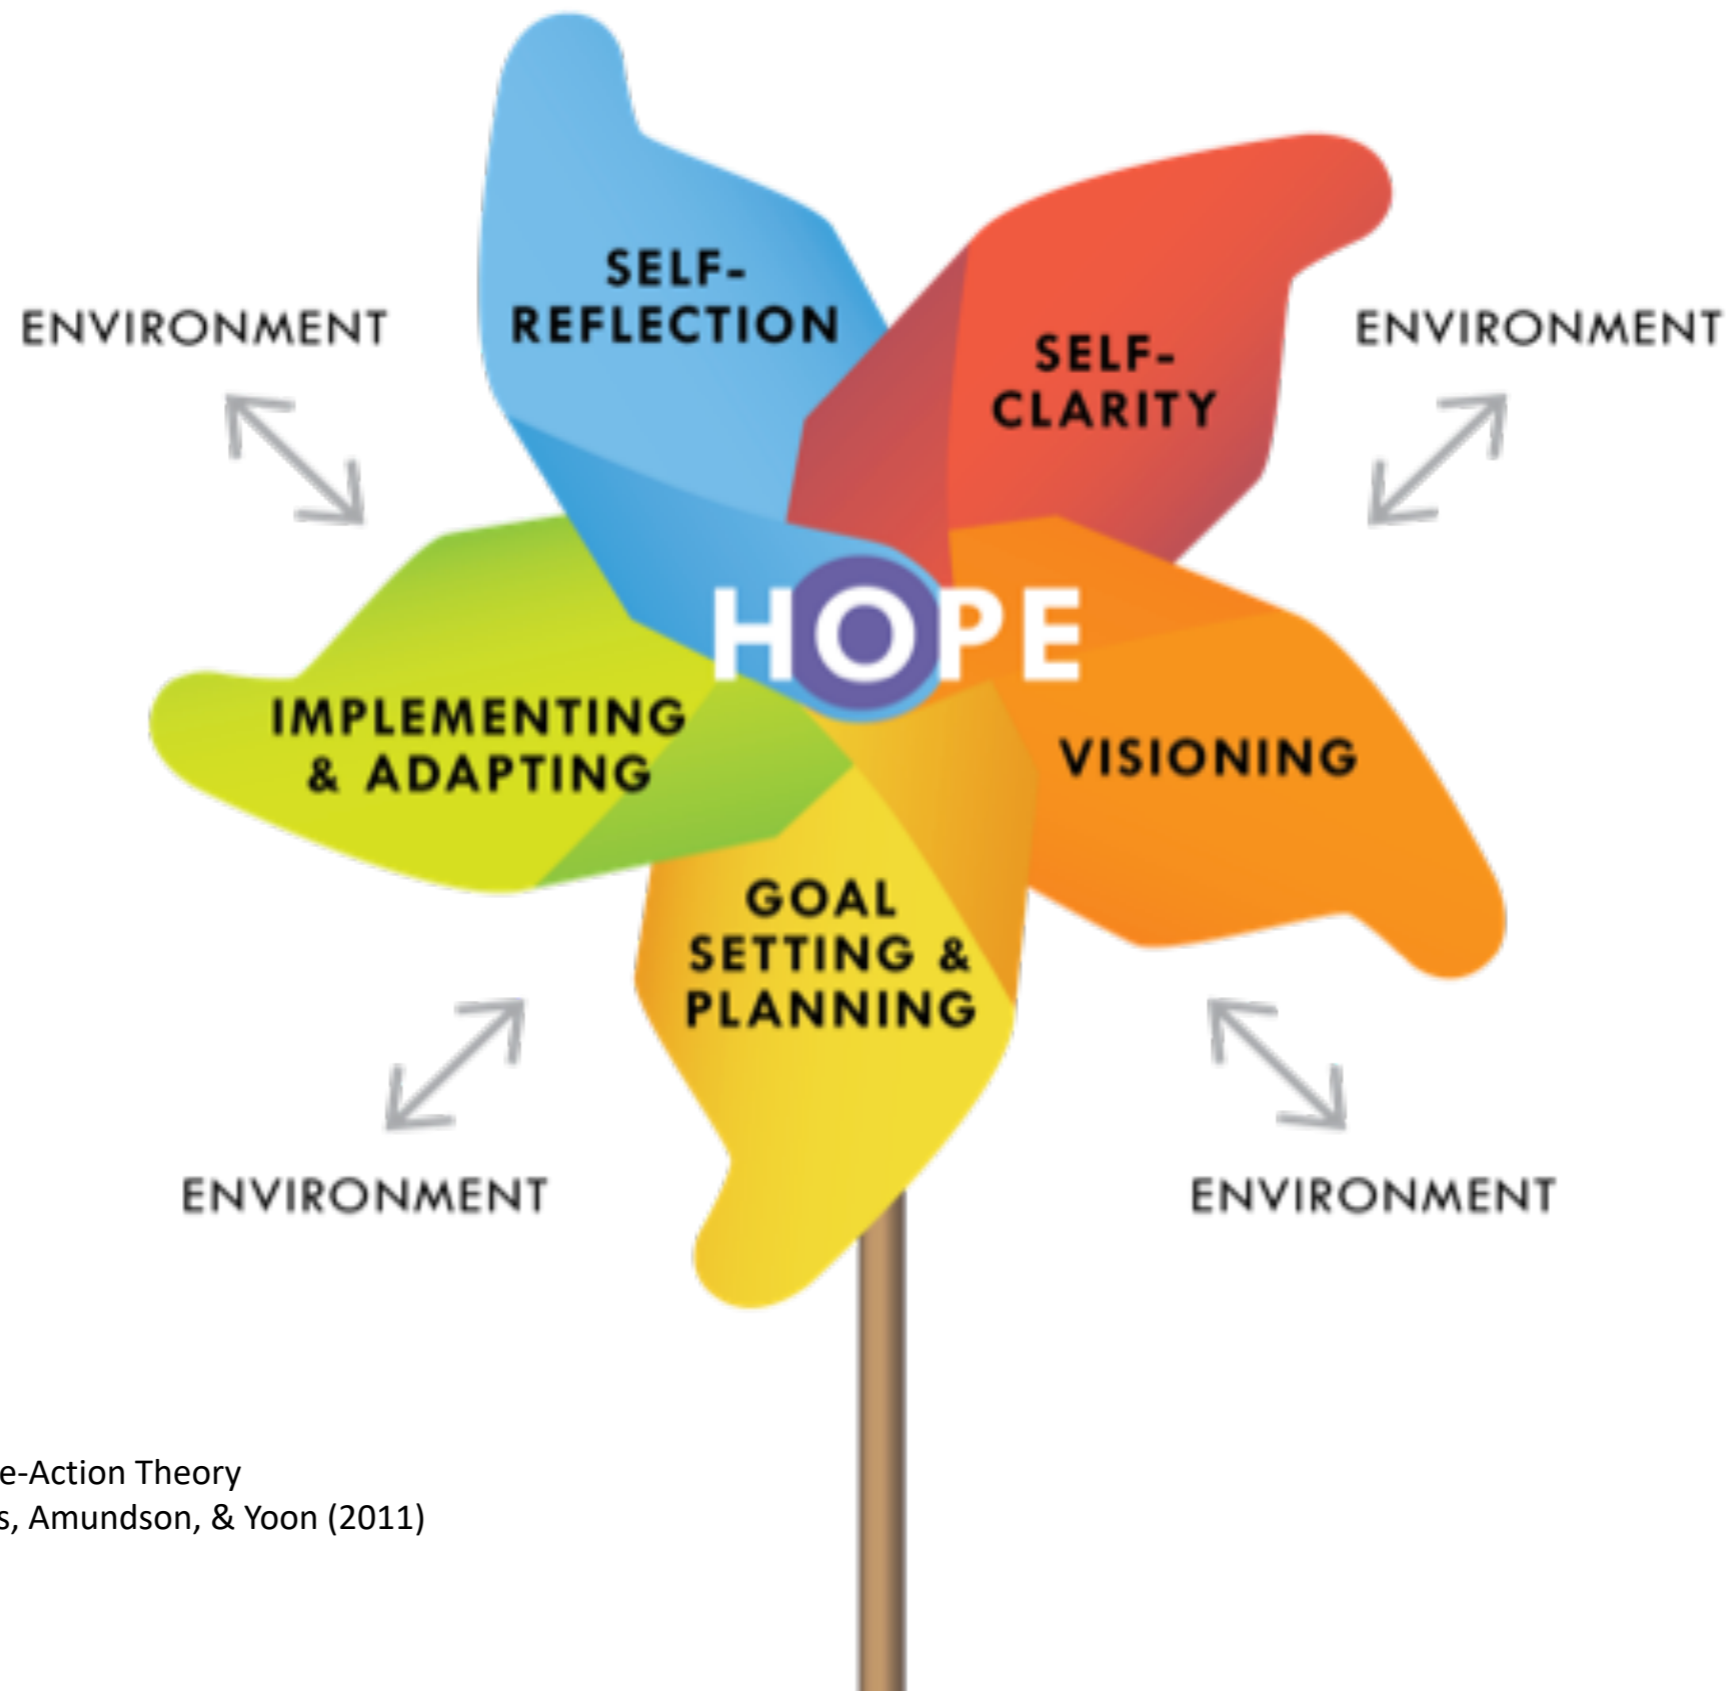 SELF-
REFLECTION
SELF-
CLARITY
ENVIRONMENT
ENVIRONMENT
HOPE
IMPLEMENTING
& ADAPTING
VISIONING
GOAL
SETTING &
PLANNING
ENVIRONMENT
ENVIRONMENT
e-Action Theory
s, Amundson, & Yoon (2011)